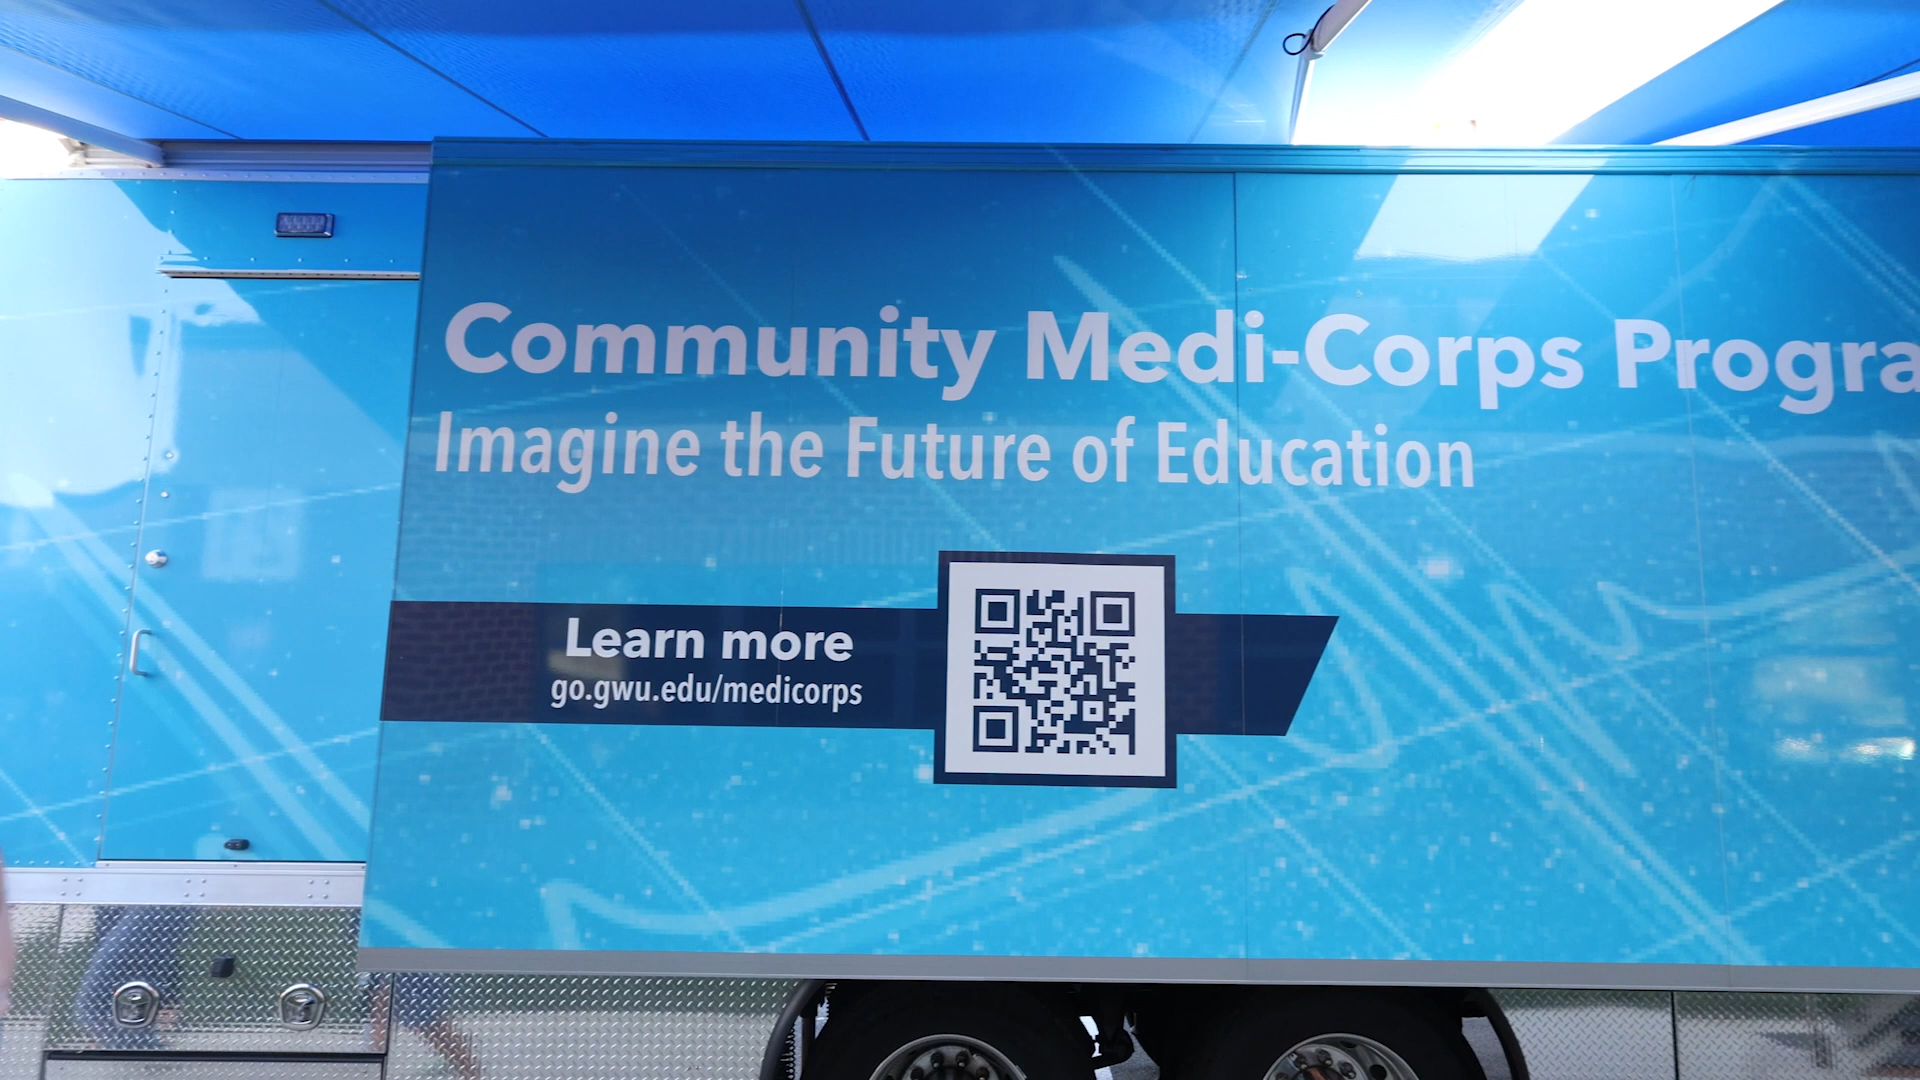 Community Medi-Corps Progra
Imagine the Future of Education
Learn more
go.gwu.edu/medicorps